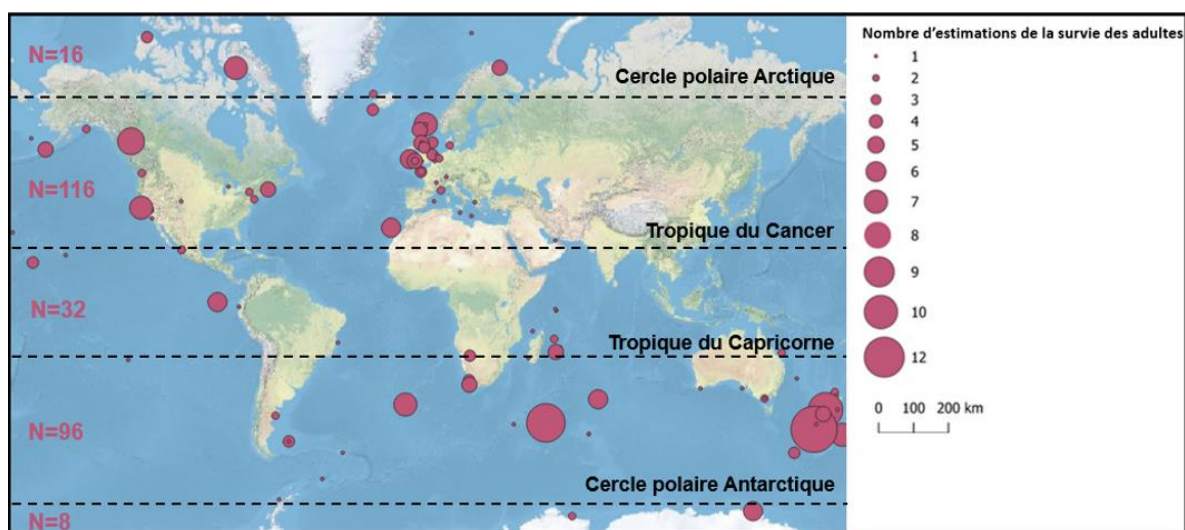 N=16
Cercle polaire Arctique
N=116
Tropique du Cancer
N=32
Tropique du Capricorne
N=96
Cercle polaire Antarctique
N=8
Nombre d'estimations de la survie des adultes
1
2
3
4
5
6
7
8
9
10
12
0 100 200 km